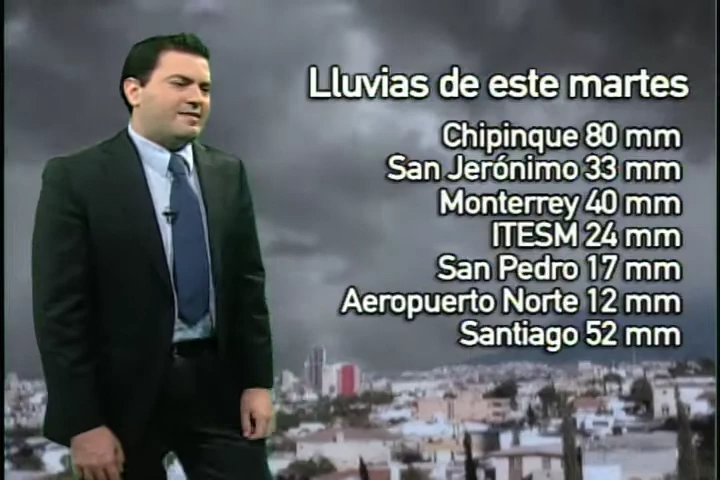 Lluvias de este martes
Chipinque 80 mm
San Jerónimo 33 mm
Monterrey 40 mm
ITESM 24 mm
San Pedro 17 mm
Aeropuerto Norte 12 mm
Santiago 52 mm